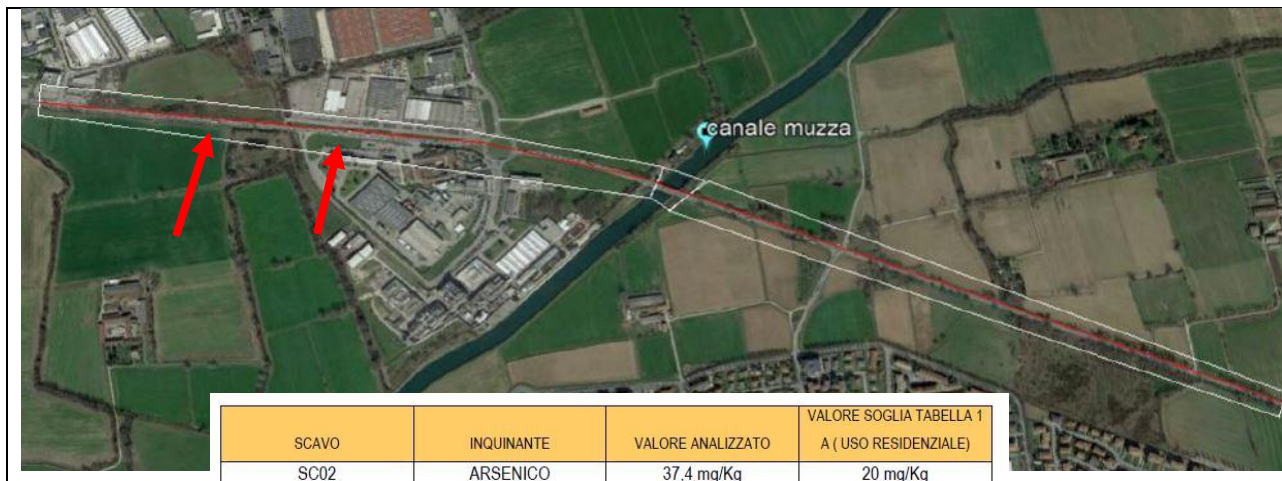 canale muzza
VALORE SOGLIA TABELLA 1
SCAVO INQUINANTE VALORE ANALIZZATO A ( USO RESIDENZIALE)
SC02 ARSENICO 37,4 mg/Kg 20 mg/Kg